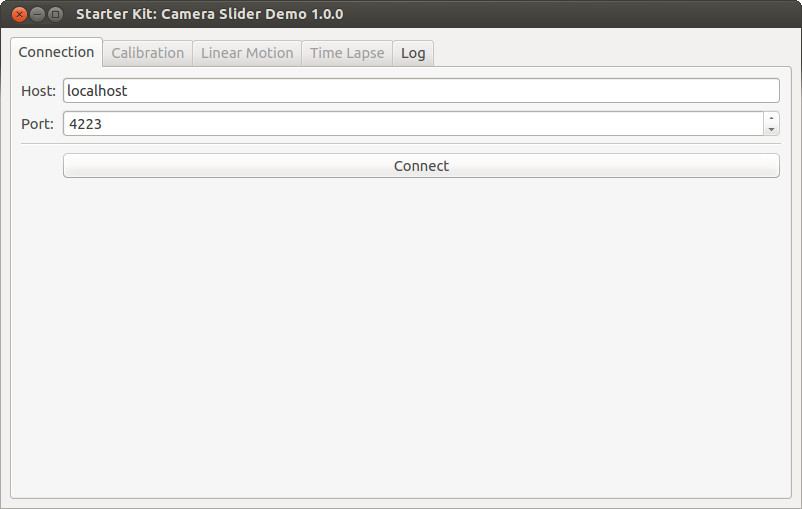 Starter Kit: Camera Slider Demo 1.0.0
Connection Calibration Linear Motion Time Lapse Log
Host: localhost
Port: 4223
Connect